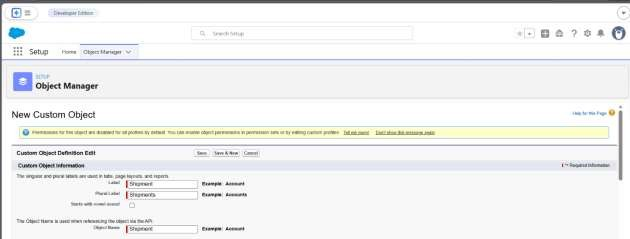 Developer Edition
Search Setup
Setup Home Object Manager
SETUP
Object Manager
New Custom Object
Help for this Page
Permissions for this object are disabled for all profiles by default. You can enable object permissions in permission sets or by editing custom profiles. Tell me more! Don't show this message again
Custom Object Definition Edit Save Save & New Cancel
Custom Object Information = Required Information
The singular and plural labels are used in tabs, page layouts, and reports.
Label Shipment Example: Account
Plural Label Shipments Example: Accounts
Starts with vowel sound
The Object Name is used when referencing the object via the API.
Object Name Shipment Example: Account